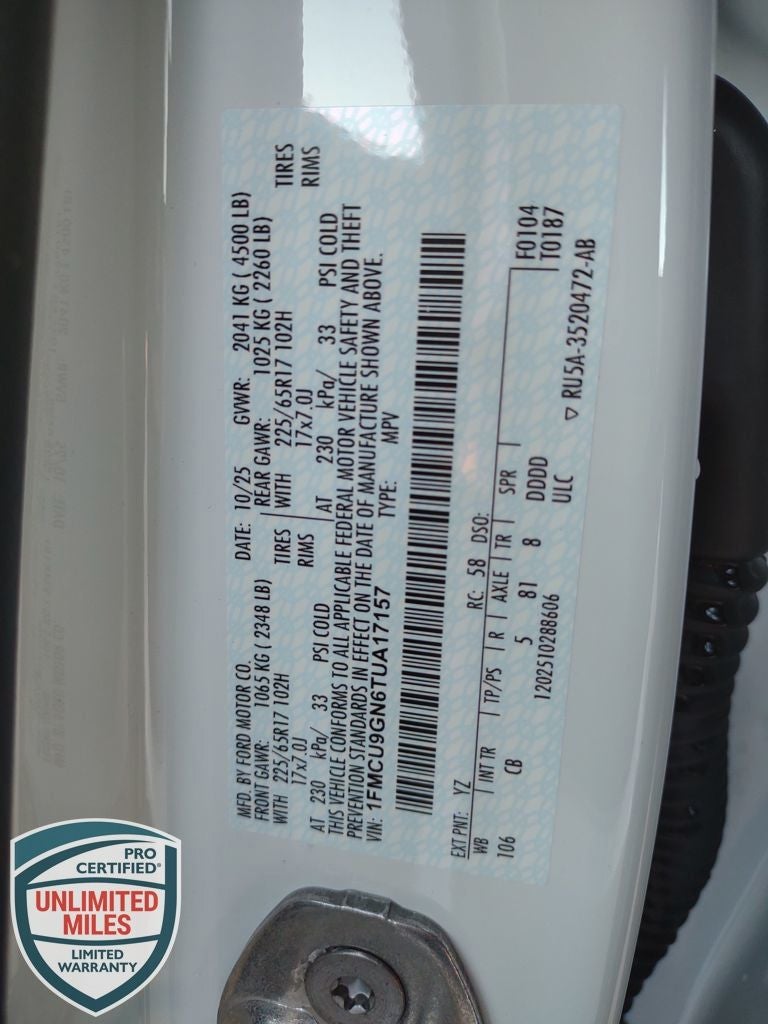 MFD. BY FORD MOTOR CO.
DATE: 10/25 GVWR: 2041 KG ( 4500 LB)
FRONT GAWR: 1065 KG ( 2348 LB) REAR GAWR: 1025 KG ( 2260 LB)
WITH 225/65R17 102H TIRES WITH 225/65R17 102H TIRES
17x7.0J RIMS 17x7.0J RIMS
AT 230 kPa/ 33 PSI COLD AT 230 kPa/ 33 PSI COLD
THIS VEHICLE CONFORMS TO ALL APPLICABLE FEDERAL MOTOR VEHICLE SAFETY AND THEFT
PREVENTION STANDARDS IN EFFECT ON THE DATE OF MANUFACTURE SHOWN ABOVE.
VIN: 1FMCU9GN6TUA17157 TYPE: MPV
EXT PNT: YZ RC: 58 DSO:
WB INT TR TP/PS R AXLE TR SPR F0104
106 CB 5 81 8 DDDD T0187
1202510288606 ULC
▽ RU5A-3520472-AB
PRO
CERTIFIED®
UNLIMITED
MILES
LIMITED
WARRANTY